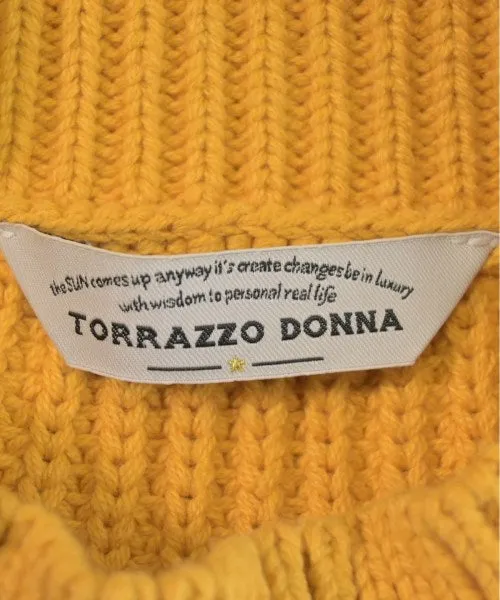 the SUN comes up anyway it's create changes be in luxury
with wisdom to personal real life
TORRAZZO DONNA